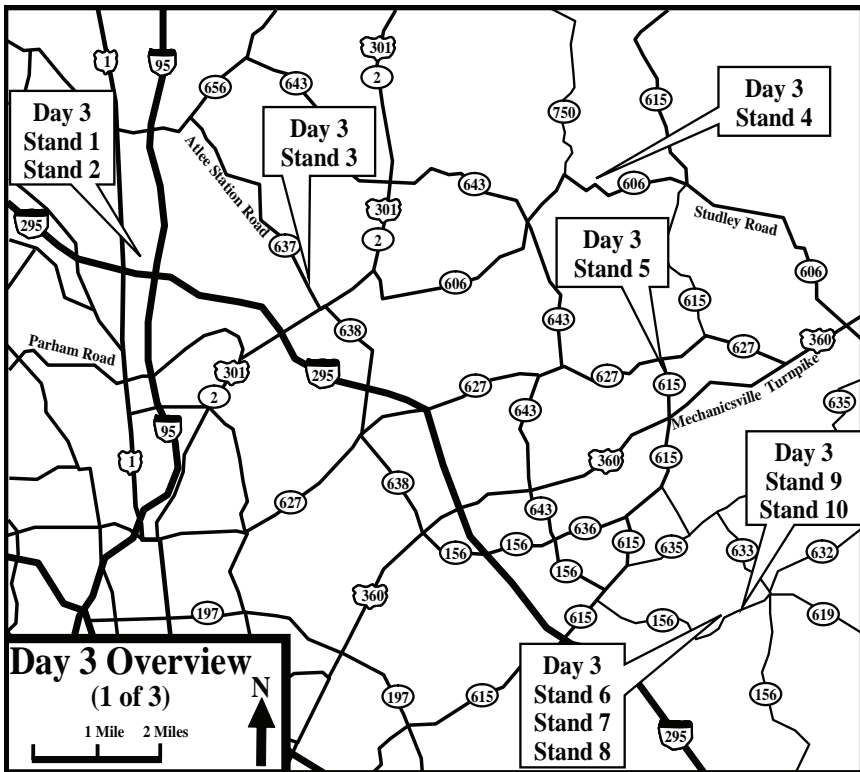 1
95
301
2
656
643
750
615
Day 3
Stand 1
Stand 2
Day 3
Stand 3
Day 3
Stand 4
Atlee Station Road
643
606
301
2
295
637
Studley Road
Day 3
Stand 5
606
606
615
638
643
Parham Road
301
2
295
627
627
627
360
615
Mechanicsville Turnpike
643
635
95
1
360
615
Day 3
Stand 9
Stand 10
638
627
643
636
156
156
615
635
633
632
156
360
197
615
156
619
Day 3 Overview
(1 of 3)
N
1 Mile
2 Miles
Day 3
Stand 6
Stand 7
Stand 8
197
615
156
295